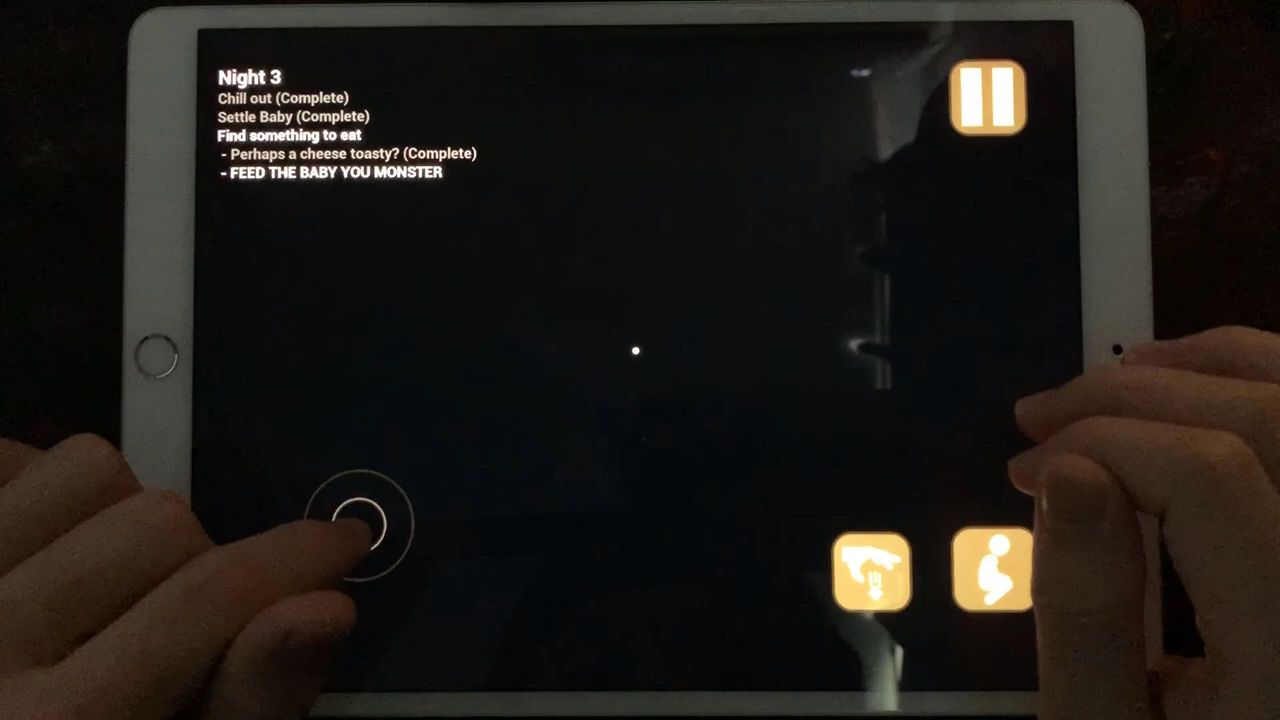 Night 3
Chill out (Complete)
Settle Baby (Complete)
Find something to eat
- Perhaps a cheese toasty? (Complete)
- FEED THE BABY YOU MONSTER